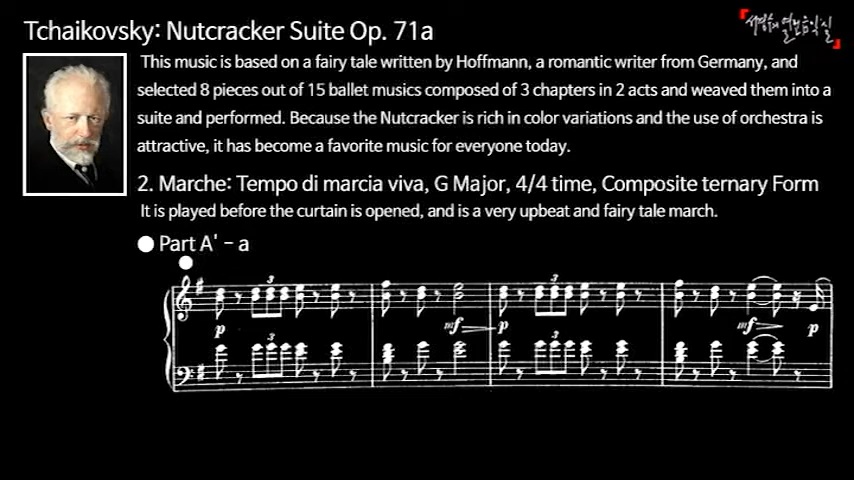 Tchaikovsky: Nutcracker Suite Op. 71a
This music is based on a fairy tale written by Hoffmann, a romantic writer from Germany, and
selected 8 pieces out of 15 ballet musics composed of 3 chapters in 2 acts and weaved them into a
suite and performed. Because the Nutcracker is rich in color variations and the use of orchestra is
attractive, it has become a favorite music for everyone today.
2. Marche: Tempo di marcia viva, G Major, 4/4 time, Composite ternary Form
It is played before the curtain is opened, and is a very upbeat and fairy tale march.
● Part A' - a
3 3
p mf p mf p
3 3